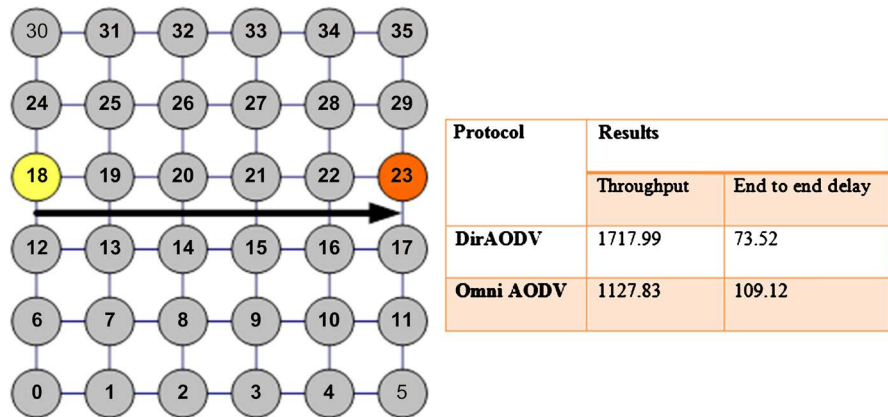 30 31 32 33 34 35
24 25 26 27 28 29
18 19 20 21 22 23
12 13 14 15 16 17
6 7 8 9 10 11
0 1 2 3 4 5
Protocol Results
Throughput End to end delay
DirAODV 1717.99 73.52
Omni AODV 1127.83 109.12